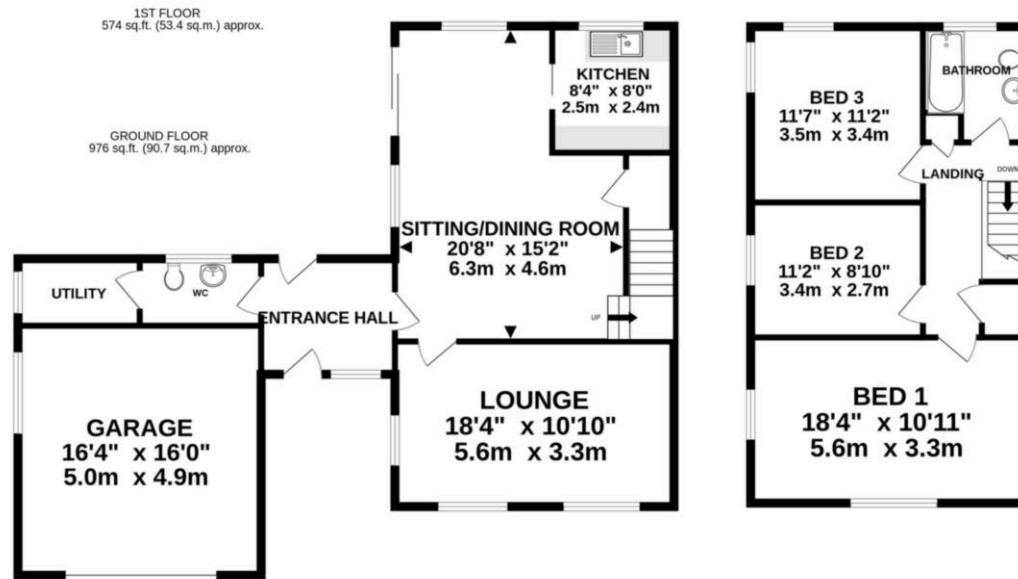 1ST FLOOR
574 sq.ft. (53.4 sq.m.) approx.
GROUND FLOOR
976 sq.ft. (90.7 sq.m.) approx.
KITCHEN
8'4" x 8'0"
2.5m x 2.4m
SITTING/DINING ROOM
20'8" x 15'2"
6.3m x 4.6m
UTILITY
WC
ENTRANCE HALL
UP
GARAGE
16'4" x 16'0"
5.0m x 4.9m
LOUNGE
18'4" x 10'10"
5.6m x 3.3m
BATHROOM
BED 3
11'7" x 11'2"
3.5m x 3.4m
LANDING
DOWN
BED 2
11'2" x 8'10"
3.4m x 2.7m
BED 1
18'4" x 10'11"
5.6m x 3.3m